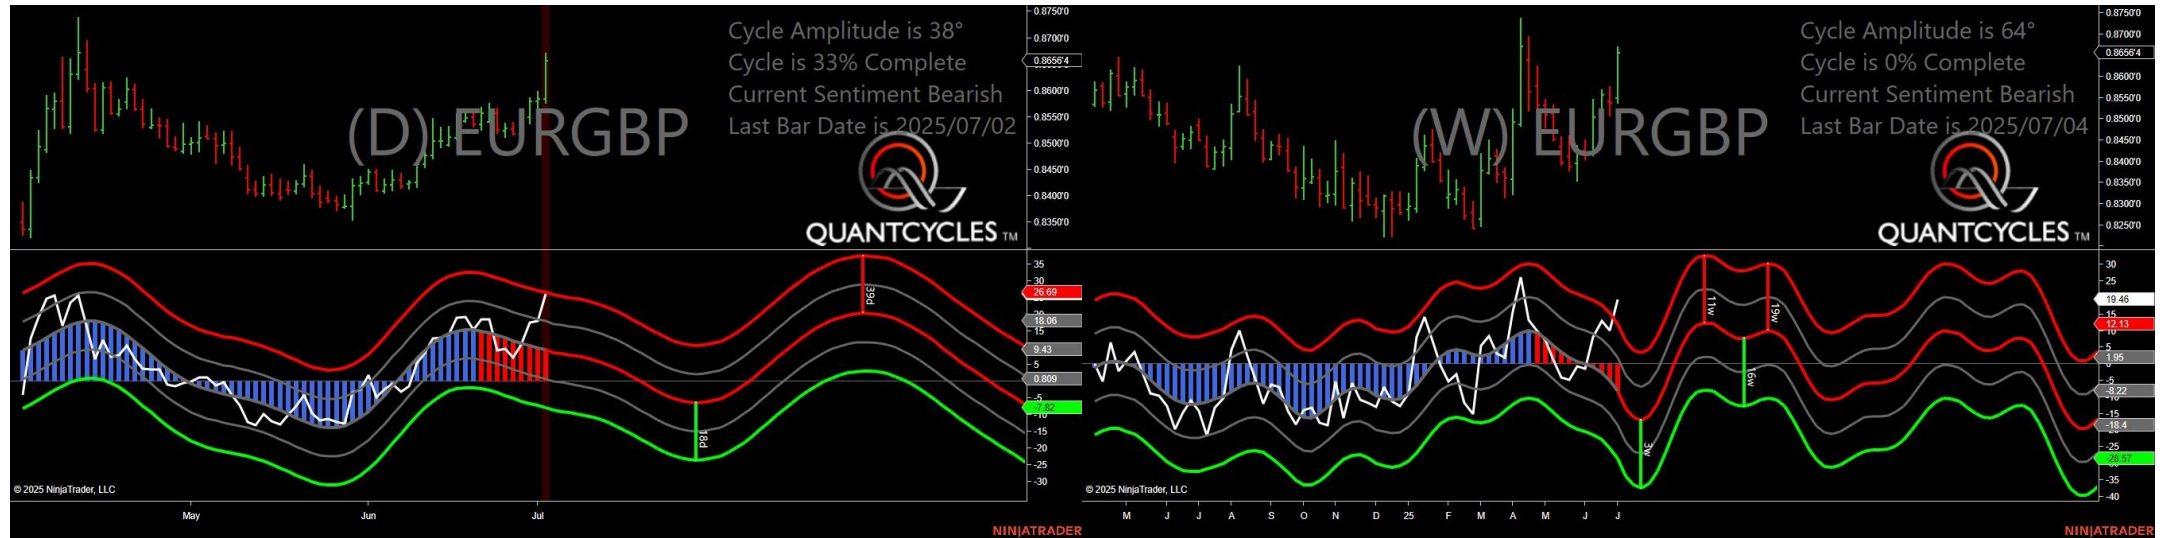 Cycle Amplitude is 38°
Cycle is 33% Complete
Current Sentiment Bearish
Last Bar Date is 2025/07/02
(D) EURGBP
QUANTCYCLES TM
0.8750'0
0.8700'0
0.8656'4
0.8600'0
0.8550'0
0.8500'0
0.8450'0
0.8400'0
0.8350'0
35
30
26.69
18.06
15
9.43
0.809
-5
-7.82
-10
-15
-20
-25
-30
39d
18d
© 2025 NinjaTrader, LLC
May
Jun
Jul
NINJATRADER
Cycle Amplitude is 64°
Cycle is 0% Complete
Current Sentiment Bearish
Last Bar Date is 2025/07/04
(W) EURGBP
QUANTCYCLES TM
0.8750'0
0.8700'0
0.8656'4
0.8600'0
0.8550'0
0.8500'0
0.8450'0
0.8400'0
0.8350'0
0.8300'0
0.8250'0
30
25
19.46
12.13
5
1.95
-5
-8.22
-15
-18.4
-25
-28.57
-35
-40
11w
19w
16w
3w
© 2025 NinjaTrader, LLC
M
J
J
A
S
O
N
D
25
F
M
A
M
J
J
NINJATRADER